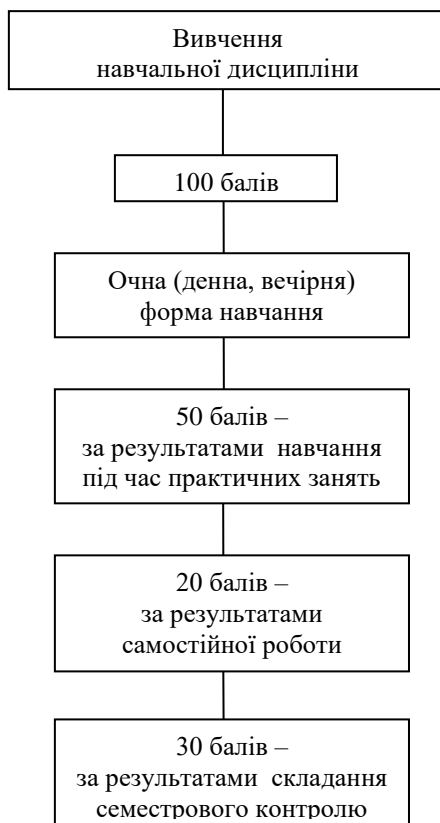 Вивчення
навчальної дисципліни
100 балів
Очна (денна, вечірня)
форма навчання
50 балів –
за результатами навчання
під час практичних занять
20 балів –
за результатами
самостійної роботи
30 балів –
за результатами складання
семестрового контролю